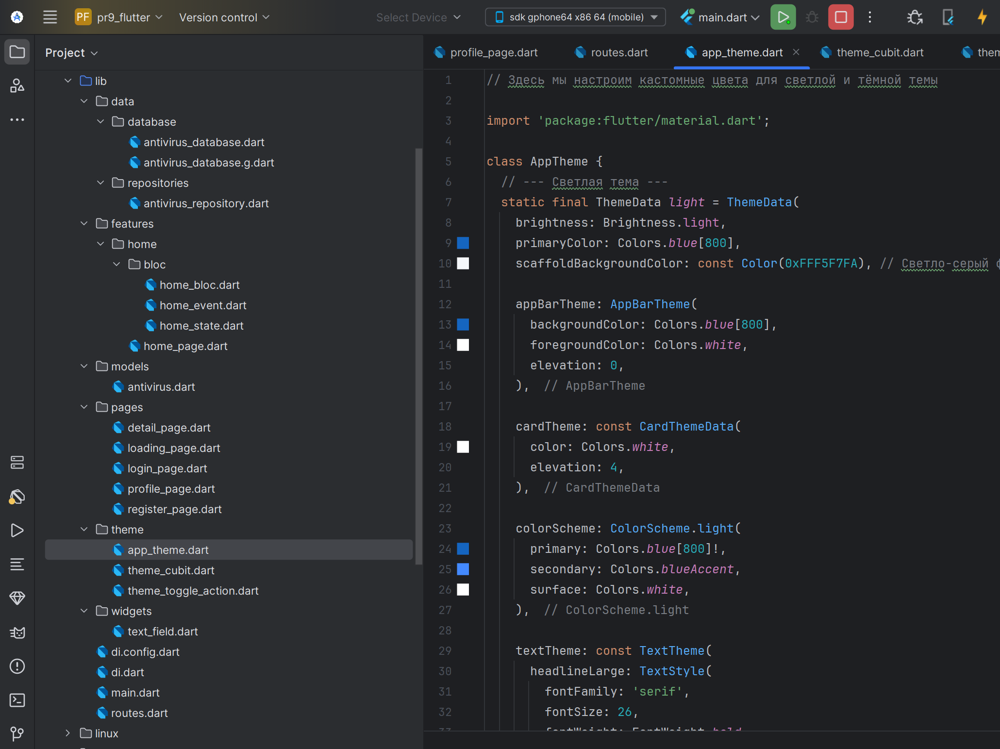 PF pr9_flutter Version control Select Device sdk gphone64 x86 64 (mobile) main.dart
Project
lib
data
database
antivirus_database.dart
antivirus_database.g.dart
repositories
antivirus_repository.dart
features
home
bloc
home_bloc.dart
home_event.dart
home_state.dart
home_page.dart
models
antivirus.dart
pages
detail_page.dart
loading_page.dart
login_page.dart
profile_page.dart
register_page.dart
theme
app_theme.dart
theme_cubit.dart
theme_toggle_action.dart
widgets
text_field.dart
di.config.dart
di.dart
main.dart
routes.dart
linux
profile_page.dart routes.dart app_theme.dart theme_cubit.dart them
1 // Здесь мы настроим кастомные цвета для светлой и тёмной темы
2
3 import 'package:flutter/material.dart';
4
5 class AppTheme {
6 // --- Светлая тема ---
7 static final ThemeData light = ThemeData(
8 brightness: Brightness.light,
9 primaryColor: Colors.blue[800],
10 scaffoldBackgroundColor: const Color(0xFFF5F7FA), // Светло-серый
11
12 appBarTheme: AppBarTheme(
13 backgroundColor: Colors.blue[800],
14 foregroundColor: Colors.white,
15 elevation: 0,
16 ), // AppBarTheme
17
18 cardTheme: const CardThemeData(
19 color: Colors.white,
20 elevation: 4,
21 ), // CardThemeData
22
23 colorScheme: ColorScheme.light(
24 primary: Colors.blue[800]!,
25 secondary: Colors.blueAccent,
26 surface: Colors.white,
27 ), // ColorScheme.light
28
29 textTheme: const TextTheme(
30 headlineLarge: TextStyle(
31 fontFamily: 'serif',
32 fontSize: 26,
33 fontWeight: FontWeight.bold